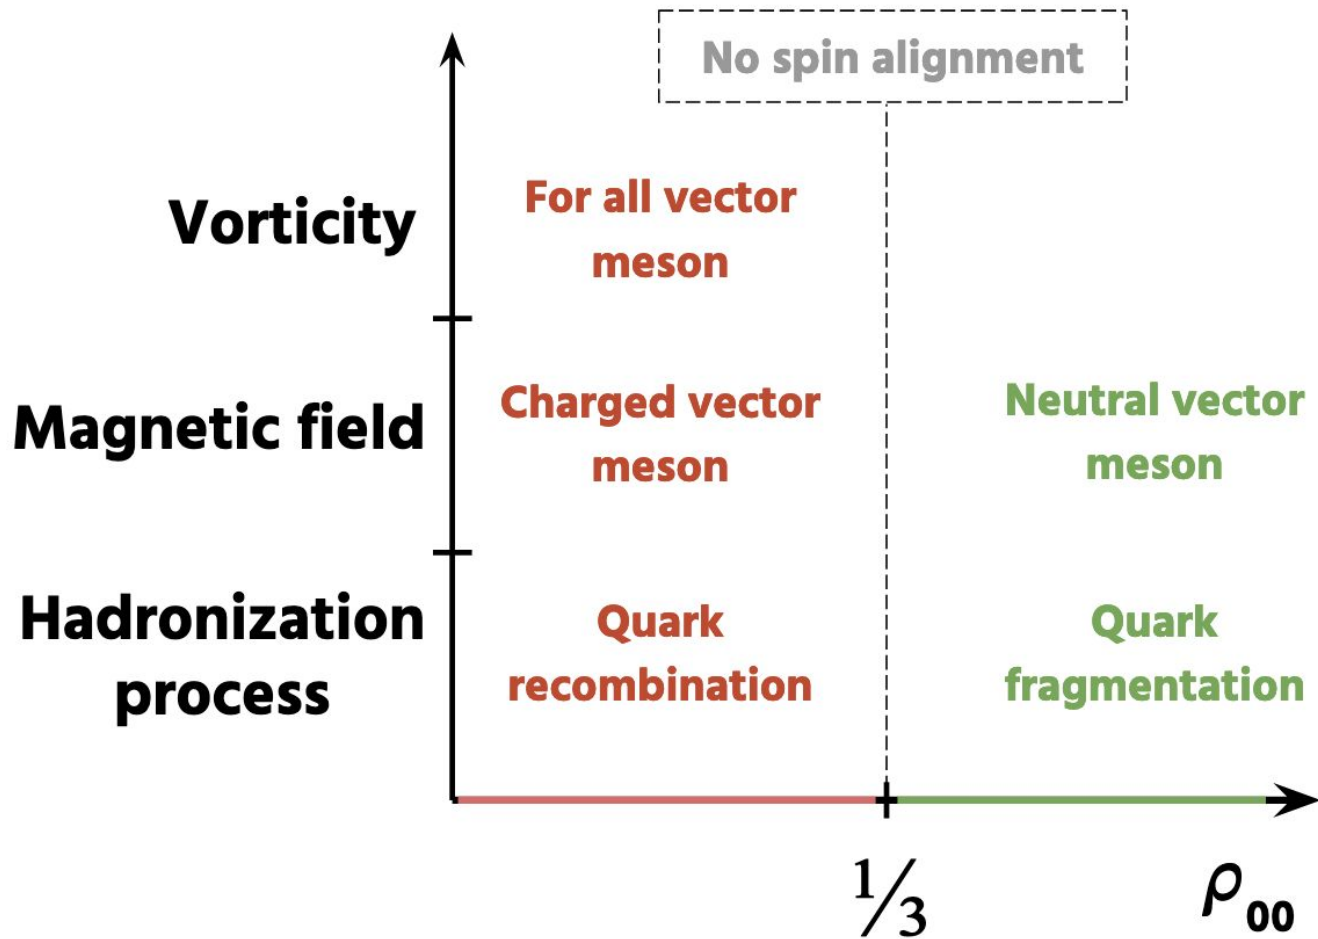 No spin alignment
Vorticity
For all vector
meson
Magnetic field
Charged vector
meson
Neutral vector
meson
Hadronization
process
Quark
recombination
Quark
fragmentation
⅓
ρ₀₀